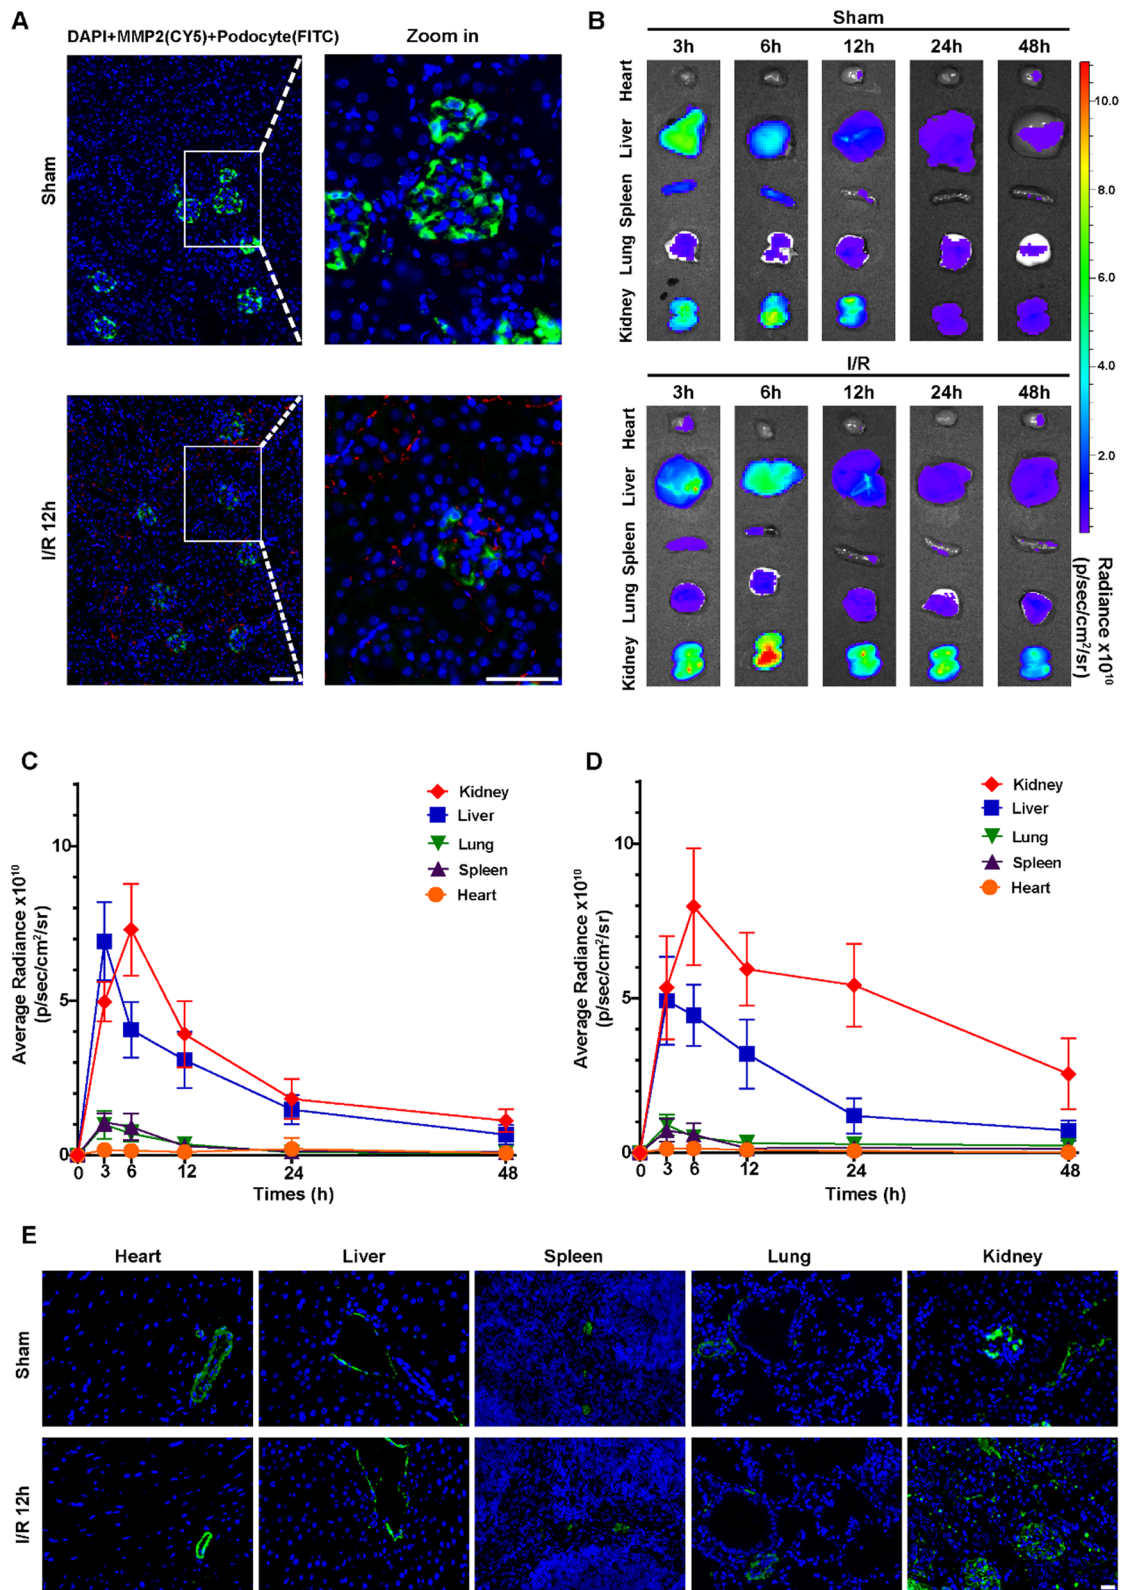 A
DAPI+MMP2(CY5)+Podocyte(FITC)
Zoom in
Sham
I/R 12h
B
Sham
3h 6h 12h 24h 48h
Heart
Liver
Spleen
Lung
Kidney
I/R
3h 6h 12h 24h 48h
Heart
Liver
Spleen
Lung
Kidney
10.0
8.0
6.0
4.0
2.0
Radiance x10¹⁰
(p/sec/cm²/sr)
C
Average Radiance x10¹⁰
(p/sec/cm²/sr)
10
5
0
0 3 6 12 24 48
Times (h)
Kidney
Liver
Lung
Spleen
Heart
D
Average Radiance x10¹⁰
(p/sec/cm²/sr)
10
5
0
0 3 6 12 24 48
Times (h)
Kidney
Liver
Lung
Spleen
Heart
E
Heart Liver Spleen Lung Kidney
Sham
I/R 12h